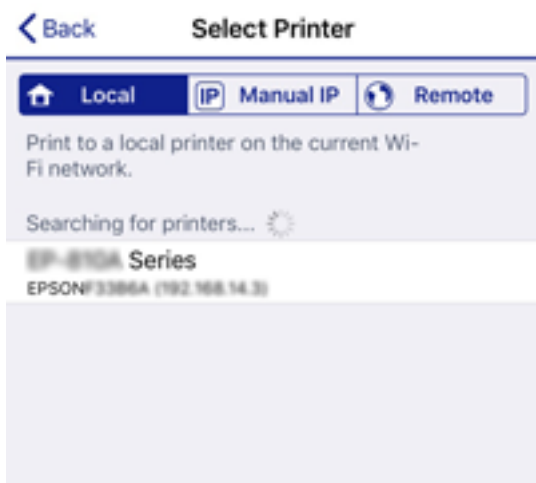 Back
Select Printer
Local
IP Manual IP
Remote
Print to a local printer on the current Wi-
Fi network.
Searching for printers...
Series
EPSON